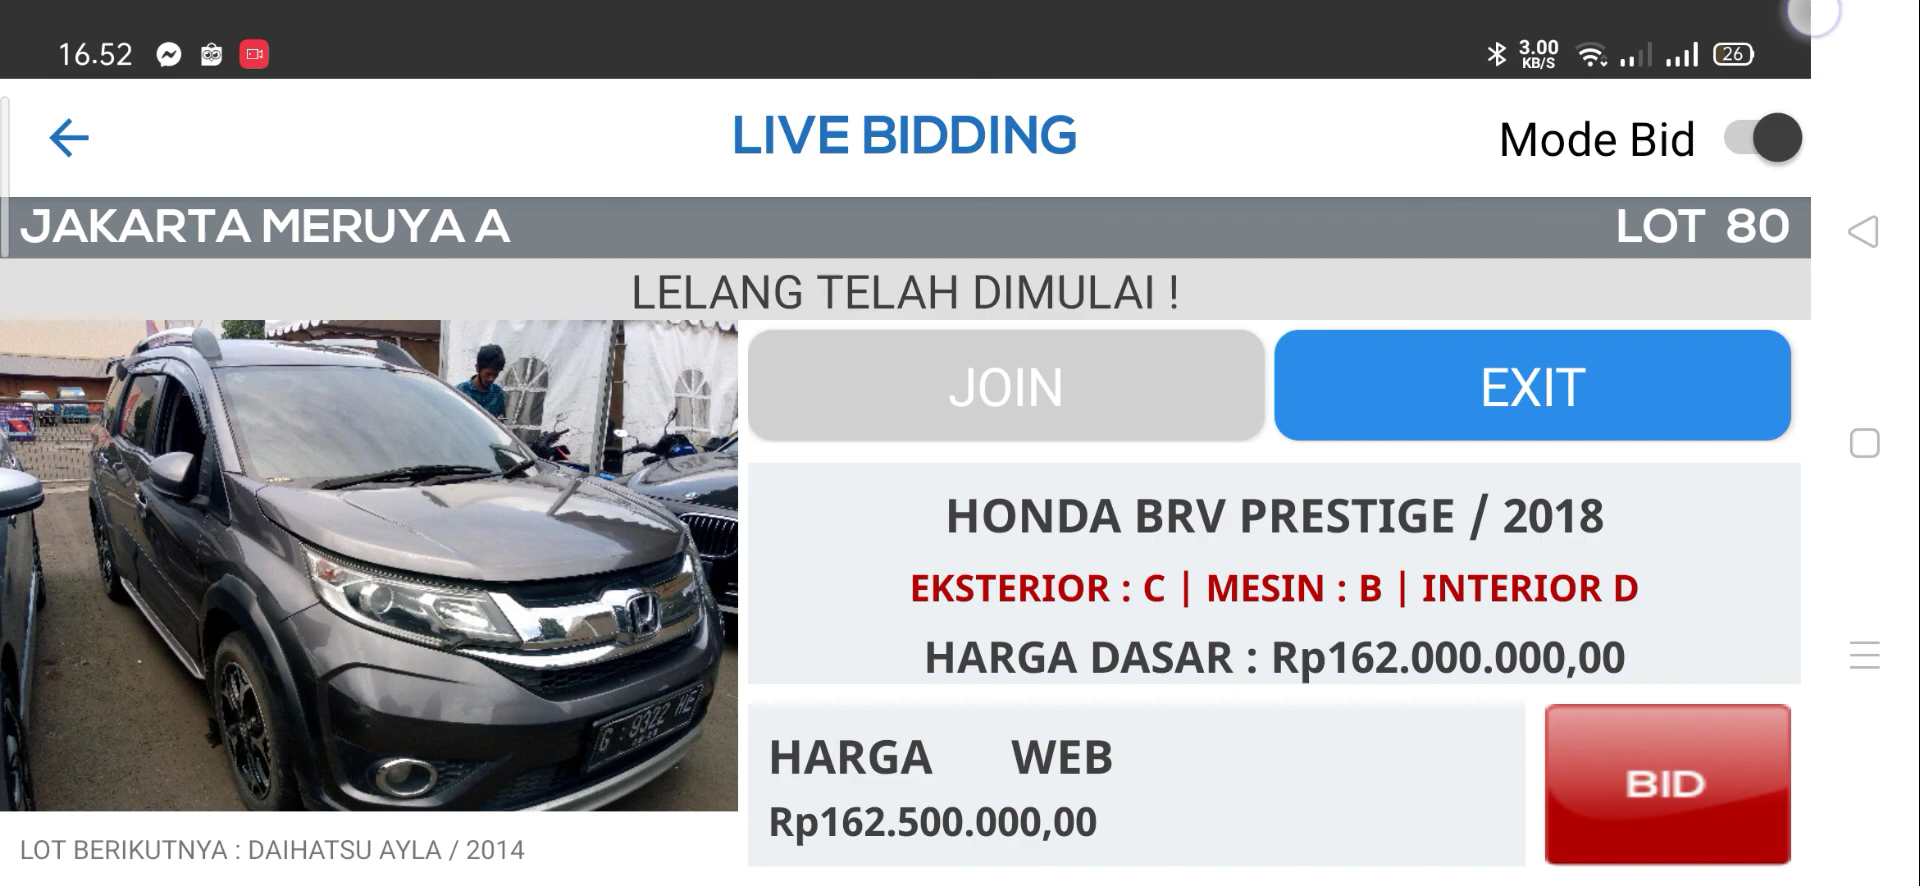 16.52
3.00
KB/S
26
LIVE BIDDING
Mode Bid
JAKARTA MERUYA A
LOT 80
LELANG TELAH DIMULAI !
JOIN
EXIT
HONDA BRV PRESTIGE / 2018
EKSTERIOR : C | MESIN : B | INTERIOR D
HARGA DASAR : Rp162.000.000,00
G 9322 HE
HARGA WEB
Rp162.500.000,00
BID
LOT BERIKUTNYA : DAIHATSU AYLA / 2014